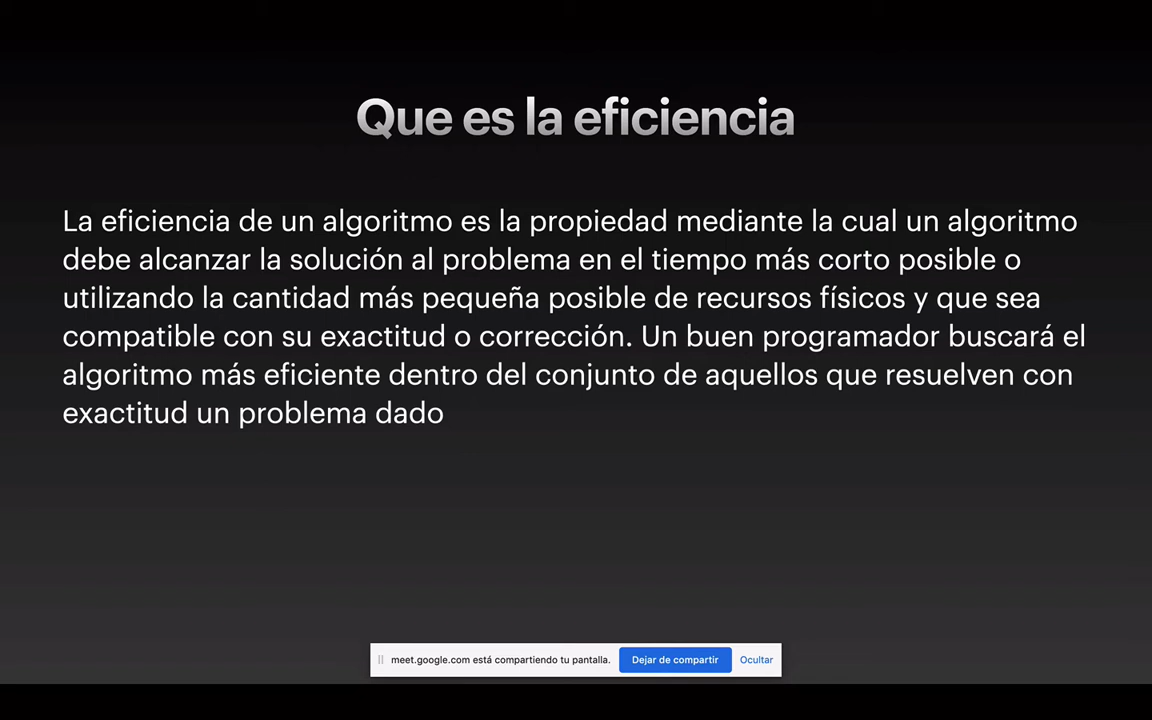 Que es la eficiencia
La eficiencia de un algoritmo es la propiedad mediante la cual un algoritmo
debe alcanzar la solución al problema en el tiempo más corto posible o
utilizando la cantidad más pequeña posible de recursos físicos y que sea
compatible con su exactitud o corrección. Un buen programador buscará el
algoritmo más eficiente dentro del conjunto de aquellos que resuelven con
exactitud un problema dado
meet.google.com está compartiendo tu pantalla. Dejar de compartir Ocultar